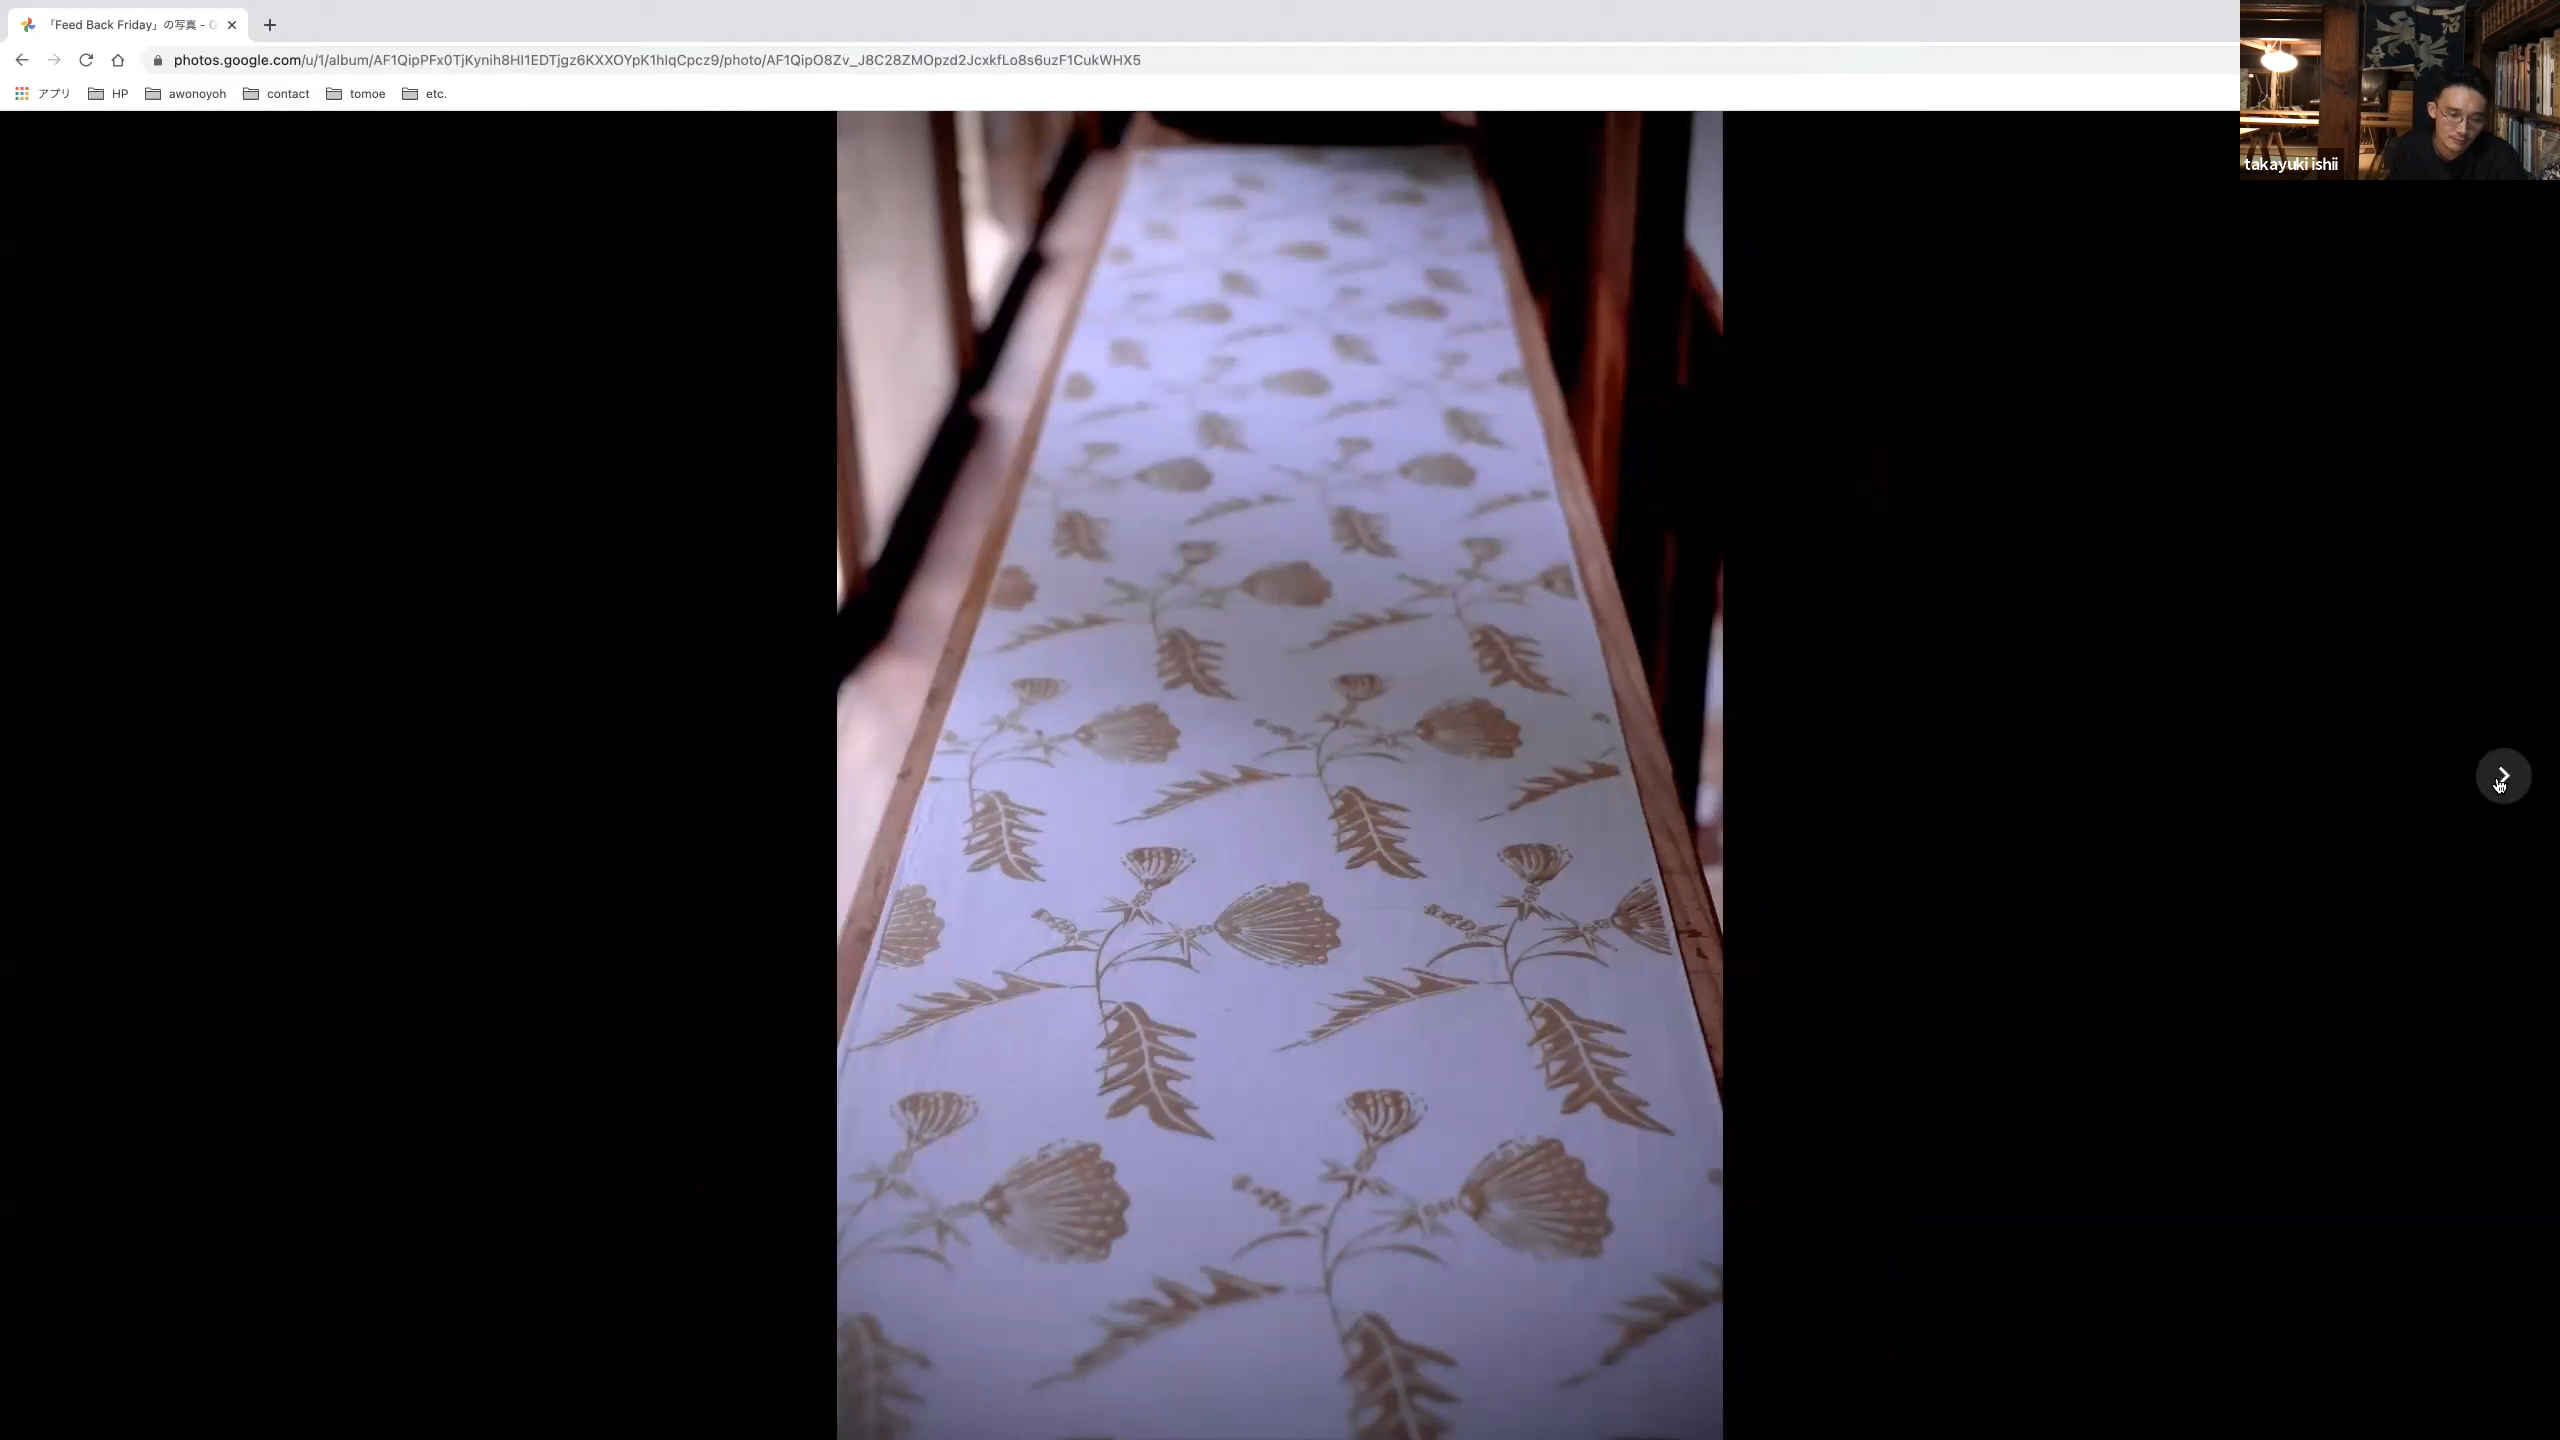 「Feed Back Friday」の写真 - G
photos.google.com/u/1/album/AF1QipPFx0TjKynih8HI1EDTjgz6KXXOYpK1hIqCpcz9/photo/AF1QipO8Zv_J8C28ZMOpzd2JcxkfLo8s6uzF1CukWHX5
アプリ HP awonoyoh contact tomoe etc.
takayuki ishii